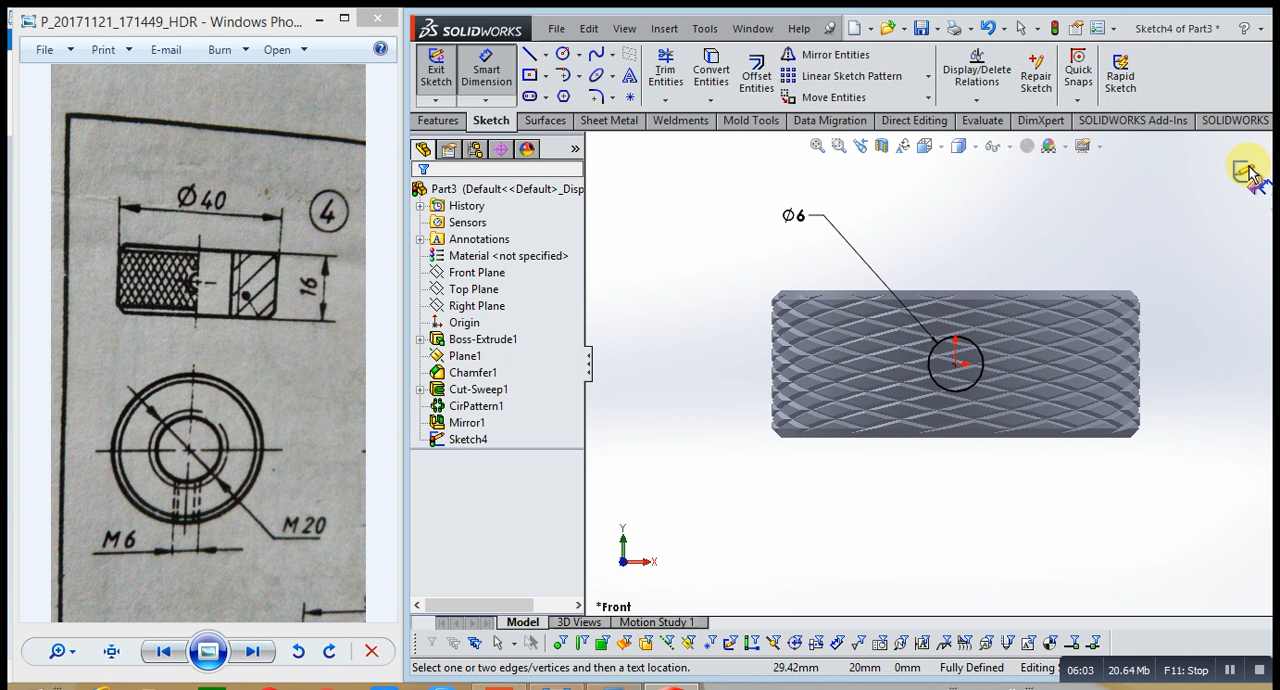 P_20171121_171449_HDR - Windows Pho...
File Print E-mail Burn Open
Ø40
4
16
M20
M6
SOLIDWORKS
File Edit View Insert Tools Window Help
Sketch4 of Part3 *
Exit Sketch
Smart Dimension
Trim Entities
Convert Entities
Offset Entities
Mirror Entities
Linear Sketch Pattern
Move Entities
Display/Delete Relations
Repair Sketch
Quick Snaps
Rapid Sketch
Features Sketch Surfaces Sheet Metal Weldments Mold Tools Data Migration Direct Editing Evaluate DimXpert SOLIDWORKS Add-Ins SOLIDWORKS
Part3 (Default<<Default>_Disp
History
Sensors
Annotations
Material <not specified>
Front Plane
Top Plane
Right Plane
Origin
Boss-Extrude1
Plane1
Chamfer1
Cut-Sweep1
CirPattern1
Mirror1
Sketch4
Ø6
Y
X
*Front
Model 3D Views Motion Study 1
Select one or two edges/vertices and then a text location. 29.42mm 20mm 0mm Fully Defined Editing
06:03 20.64 Mb F11: Stop